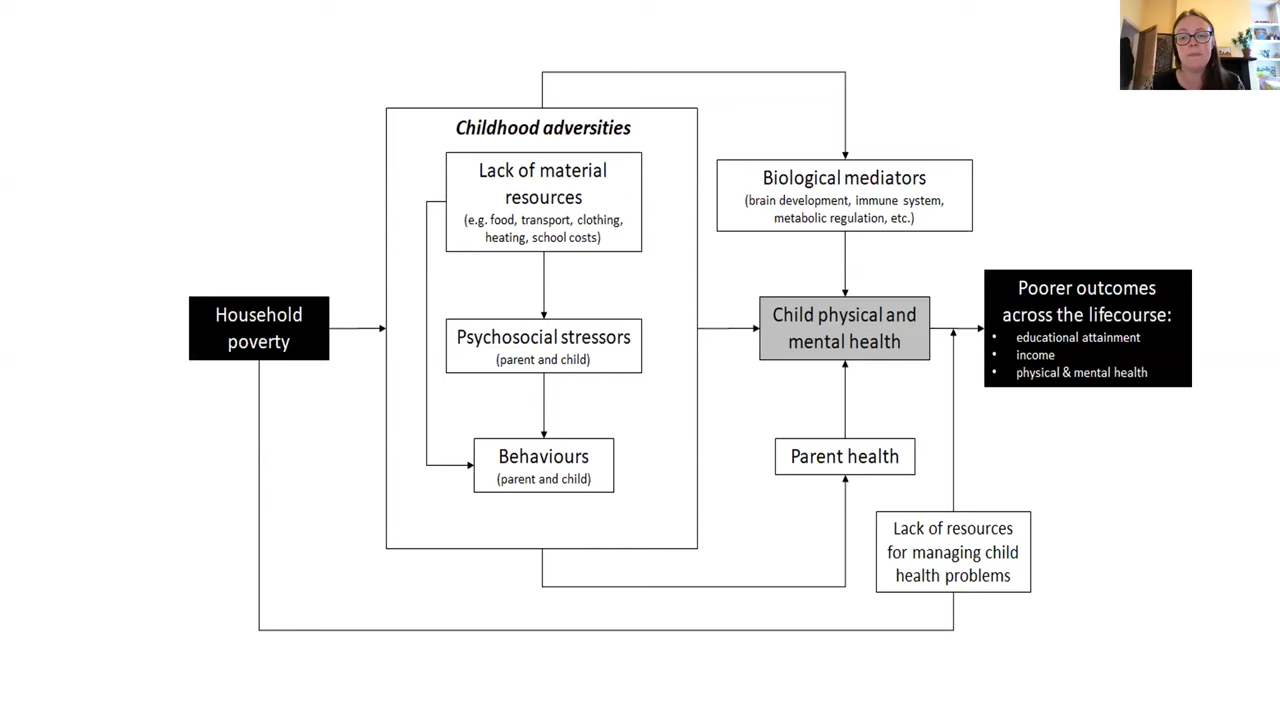 Childhood adversities
Lack of material
resources
(e.g. food, transport, clothing,
heating, school costs)
Psychosocial stressors
(parent and child)
Behaviours
(parent and child)
Household
poverty
Biological mediators
(brain development, immune system,
metabolic regulation, etc.)
Child physical and
mental health
Parent health
Lack of resources
for managing child
health problems
Poorer outcomes
across the lifecourse:
• educational attainment
• income
• physical & mental health